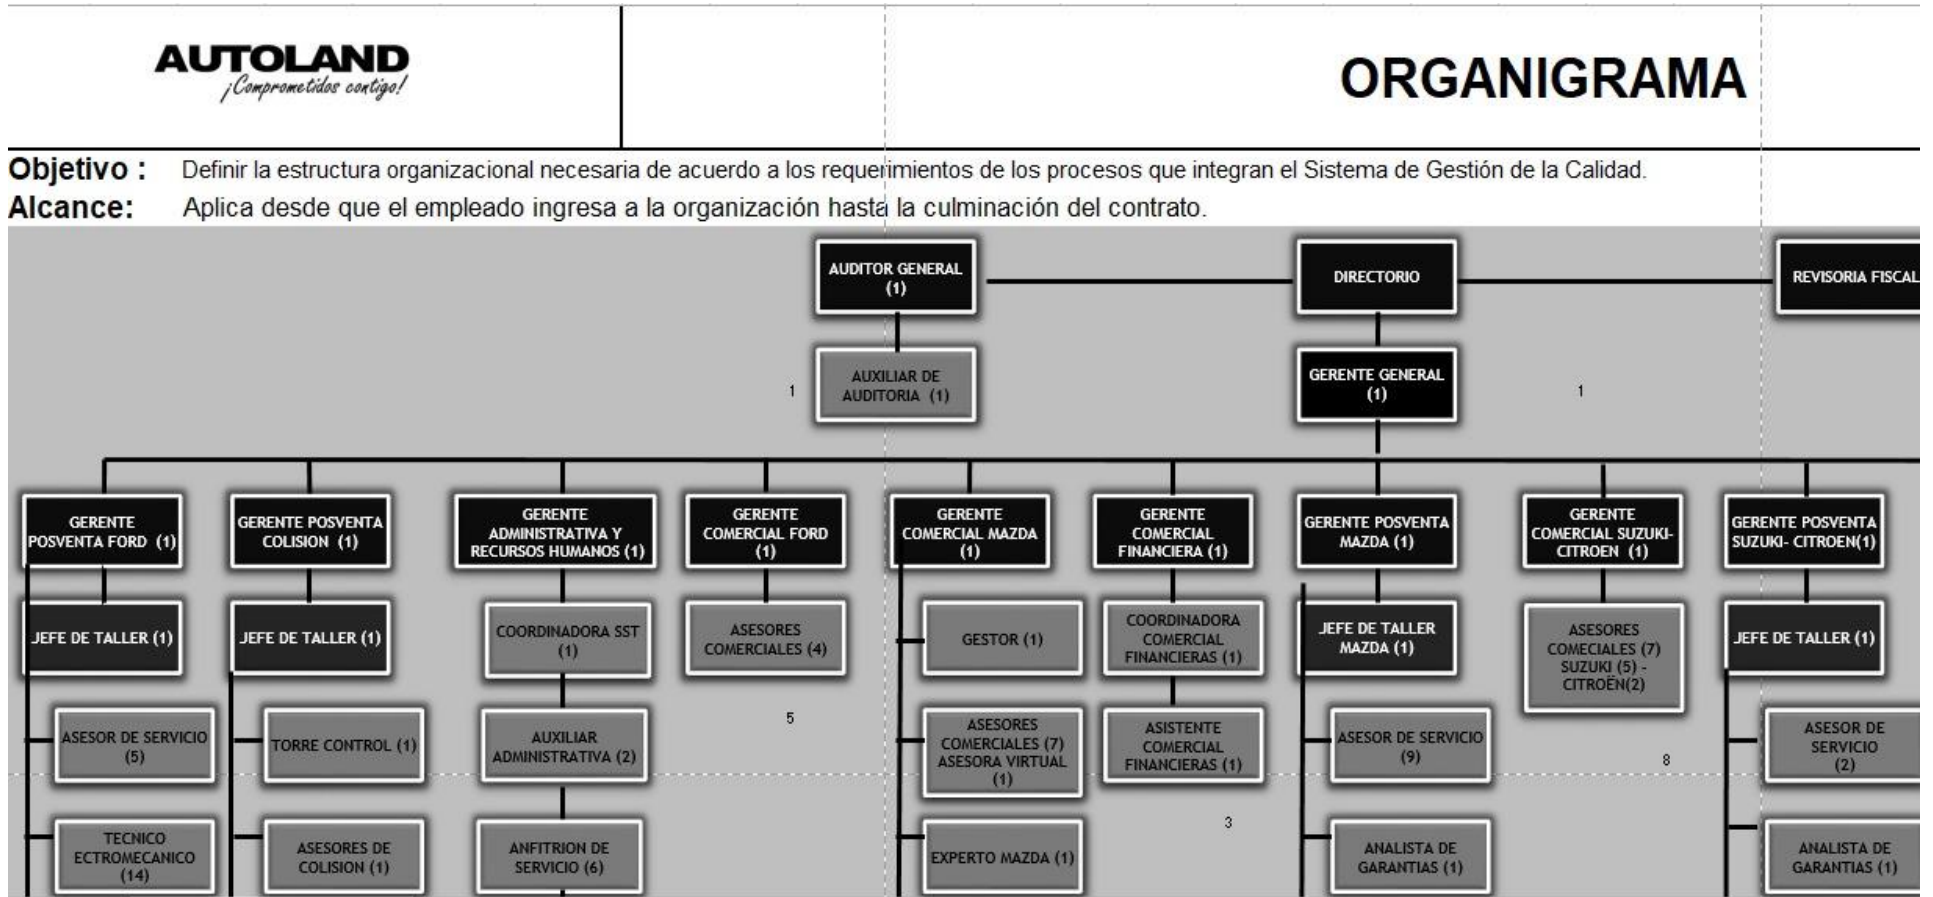 AUTOLAND
¡Comprometidos contigo!
ORGANIGRAMA
Objetivo : Definir la estructura organizacional necesaria de acuerdo a los requerimientos de los procesos que integran el Sistema de Gestión de la Calidad.
Alcance: Aplica desde que el empleado ingresa a la organización hasta la culminación del contrato.
AUDITOR GENERAL
(1)
DIRECTORIO
REVISORIA FISCAL
AUXILIAR DE
AUDITORIA (1)
1
GERENTE GENERAL
(1)
1
GERENTE
POSVENTA FORD (1)
GERENTE POSVENTA
COLISION (1)
GERENTE
ADMINISTRATIVA Y
RECURSOS HUMANOS (1)
GERENTE
COMERCIAL FORD
(1)
GERENTE
COMERCIAL MAZDA
(1)
GERENTE
COMERCIAL
FINANCIERA (1)
GERENTE POSVENTA
MAZDA (1)
GERENTE
COMERCIAL SUZUKI-
CITROEN (1)
GERENTE POSVENTA
SUZUKI- CITROEN(1)
JEFE DE TALLER (1)
JEFE DE TALLER (1)
COORDINADORA SST
(1)
ASESORES
COMERCIALES (4)
GESTOR (1)
COORDINADORA
COMERCIAL
FINANCIERAS (1)
JEFE DE TALLER
MAZDA (1)
ASESORES
COMECIALES (7)
SUZUKI (5) -
CITROËN(2)
JEFE DE TALLER (1)
ASESOR DE SERVICIO
(5)
TORRE CONTROL (1)
AUXILIAR
ADMINISTRATIVA (2)
5
ASESORES
COMERCIALES (7)
ASESORA VIRTUAL
(1)
ASISTENTE
COMERCIAL
FINANCIERAS (1)
ASESOR DE SERVICIO
(9)
8
ASESOR DE
SERVICIO
(2)
TECNICO
ECTROMECANICO
(14)
ASESORES DE
COLISION (1)
ANFITRION DE
SERVICIO (6)
EXPERTO MAZDA (1)
3
ANALISTA DE
GARANTIAS (1)
ANALISTA DE
GARANTIAS (1)